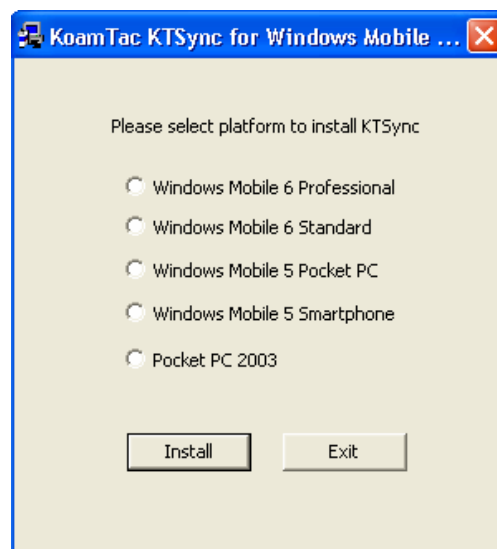 KoamTac KTSync for Windows Mobile ...
Please select platform to install KTSync
Windows Mobile 6 Professional
Windows Mobile 6 Standard
Windows Mobile 5 Pocket PC
Windows Mobile 5 Smartphone
Pocket PC 2003
Install Exit